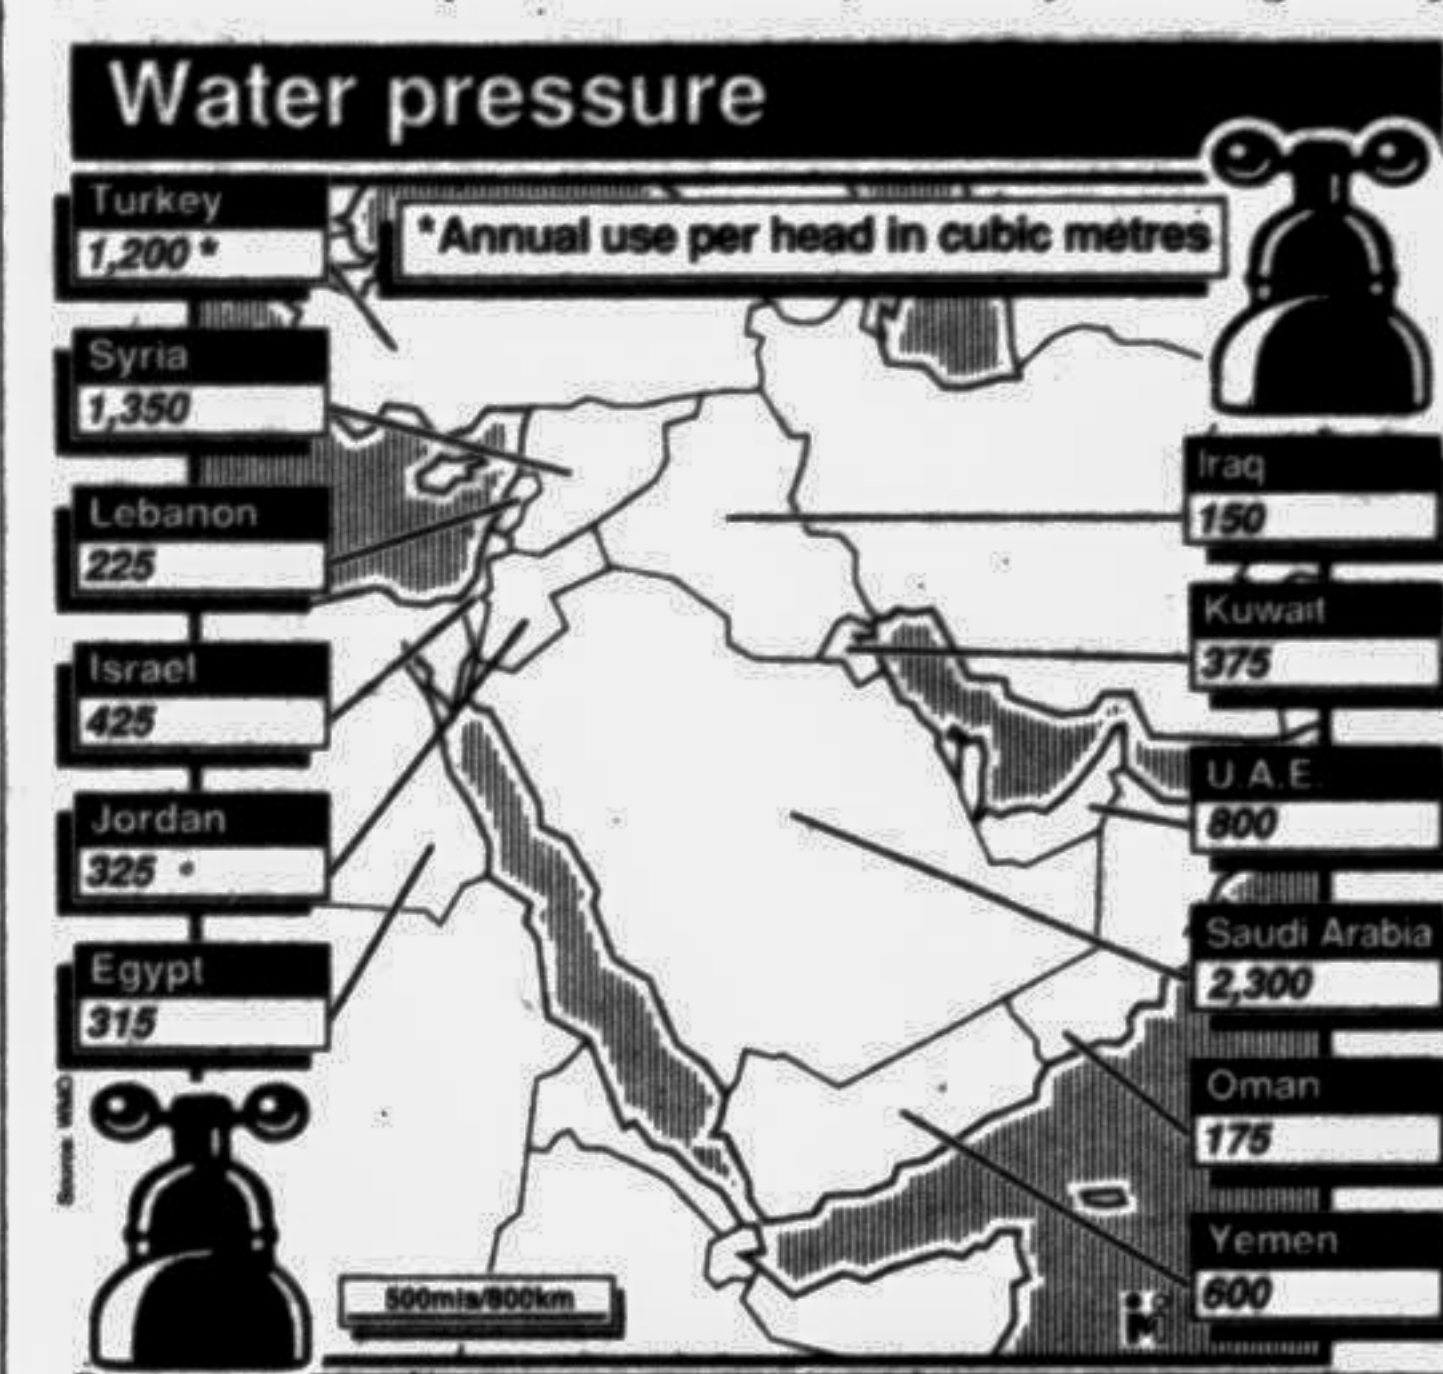 Water pressure
*Annual use per head in cubic metres
Turkey
1,200 *
Syria
1,350
Lebanon
225
Israel
425
Jordan
325
Egypt
315
Iraq
150
Kuwait
375
U.A.E.
800
Saudi Arabia
2,300
Oman
175
Yemen
600
500mls/800km